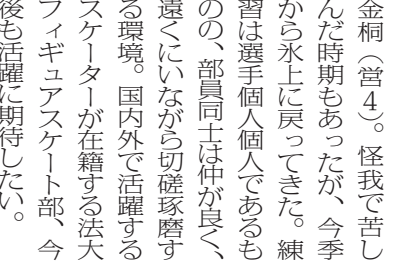 金桐（営４）。怪我で苦し
んだ時期もあったが、今季
から氷上に戻ってきた。練
習は選手個人個人であるも
のの、部員同士は仲が良く、
遠くにいながら切磋琢磨す
る環境。国内外で活躍する
スケーターが在籍する法大
フィギュアスケート部、今
後も活躍に期待したい。